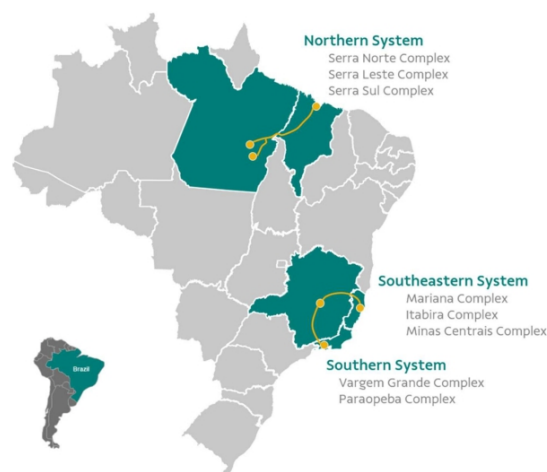 Northern System
Serra Norte Complex
Serra Leste Complex
Serra Sul Complex
Southeastern System
Mariana Complex
Itabira Complex
Minas Centrais Complex
Southern System
Vargem Grande Complex
Paraopeba Complex
Brazil